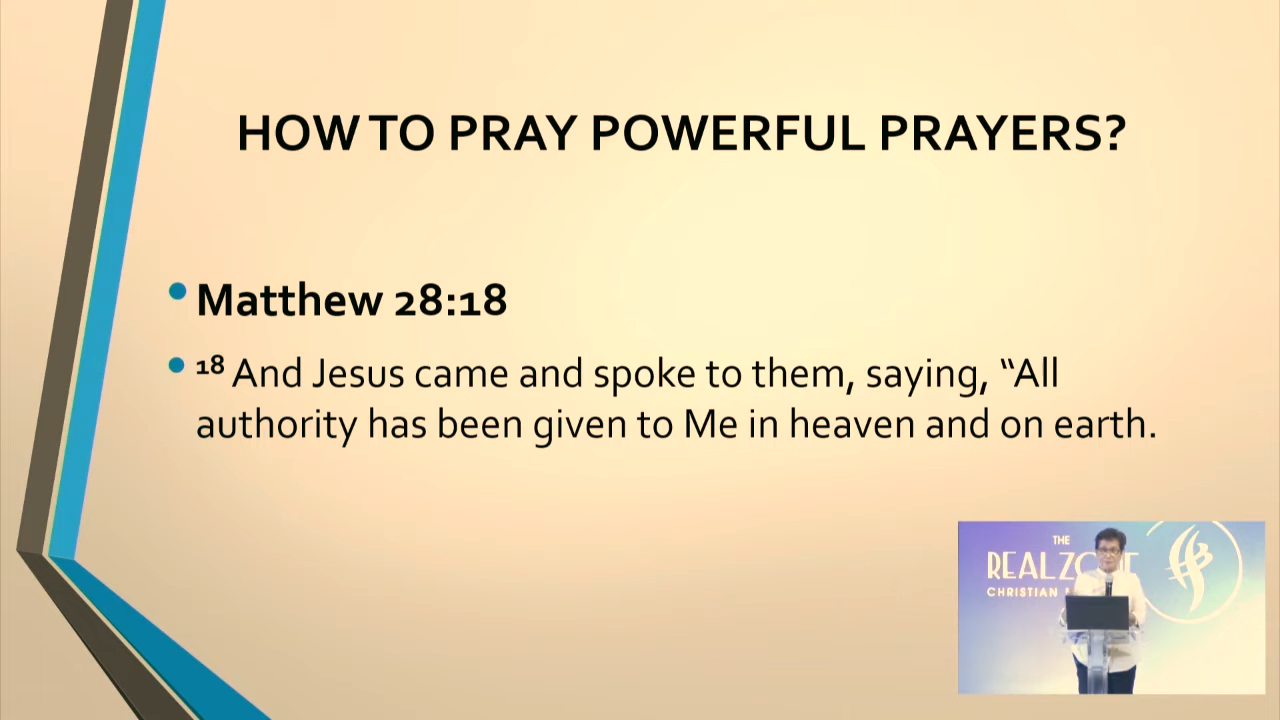 HOW TO PRAY POWERFUL PRAYERS?
Matthew 28:18
18 And Jesus came and spoke to them, saying, “All
authority has been given to Me in heaven and on earth.
THE
REAL
CHRISTIAN